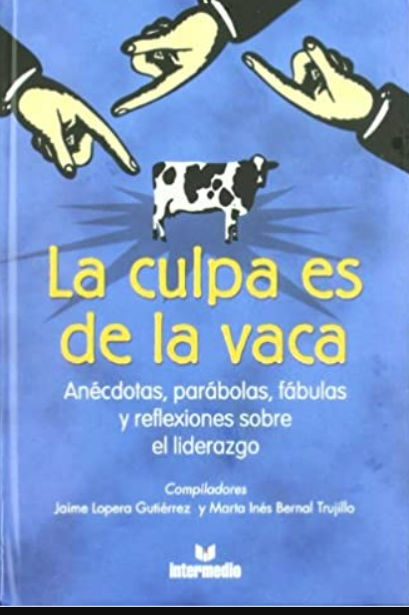 La culpa es
de la vaca
Anécdotas, parábolas, fábulas
y reflexiones sobre
el liderazgo
Compiladores
Jaime Lopera Gutiérrez y Marta Inés Bernal Trujillo
intermedio